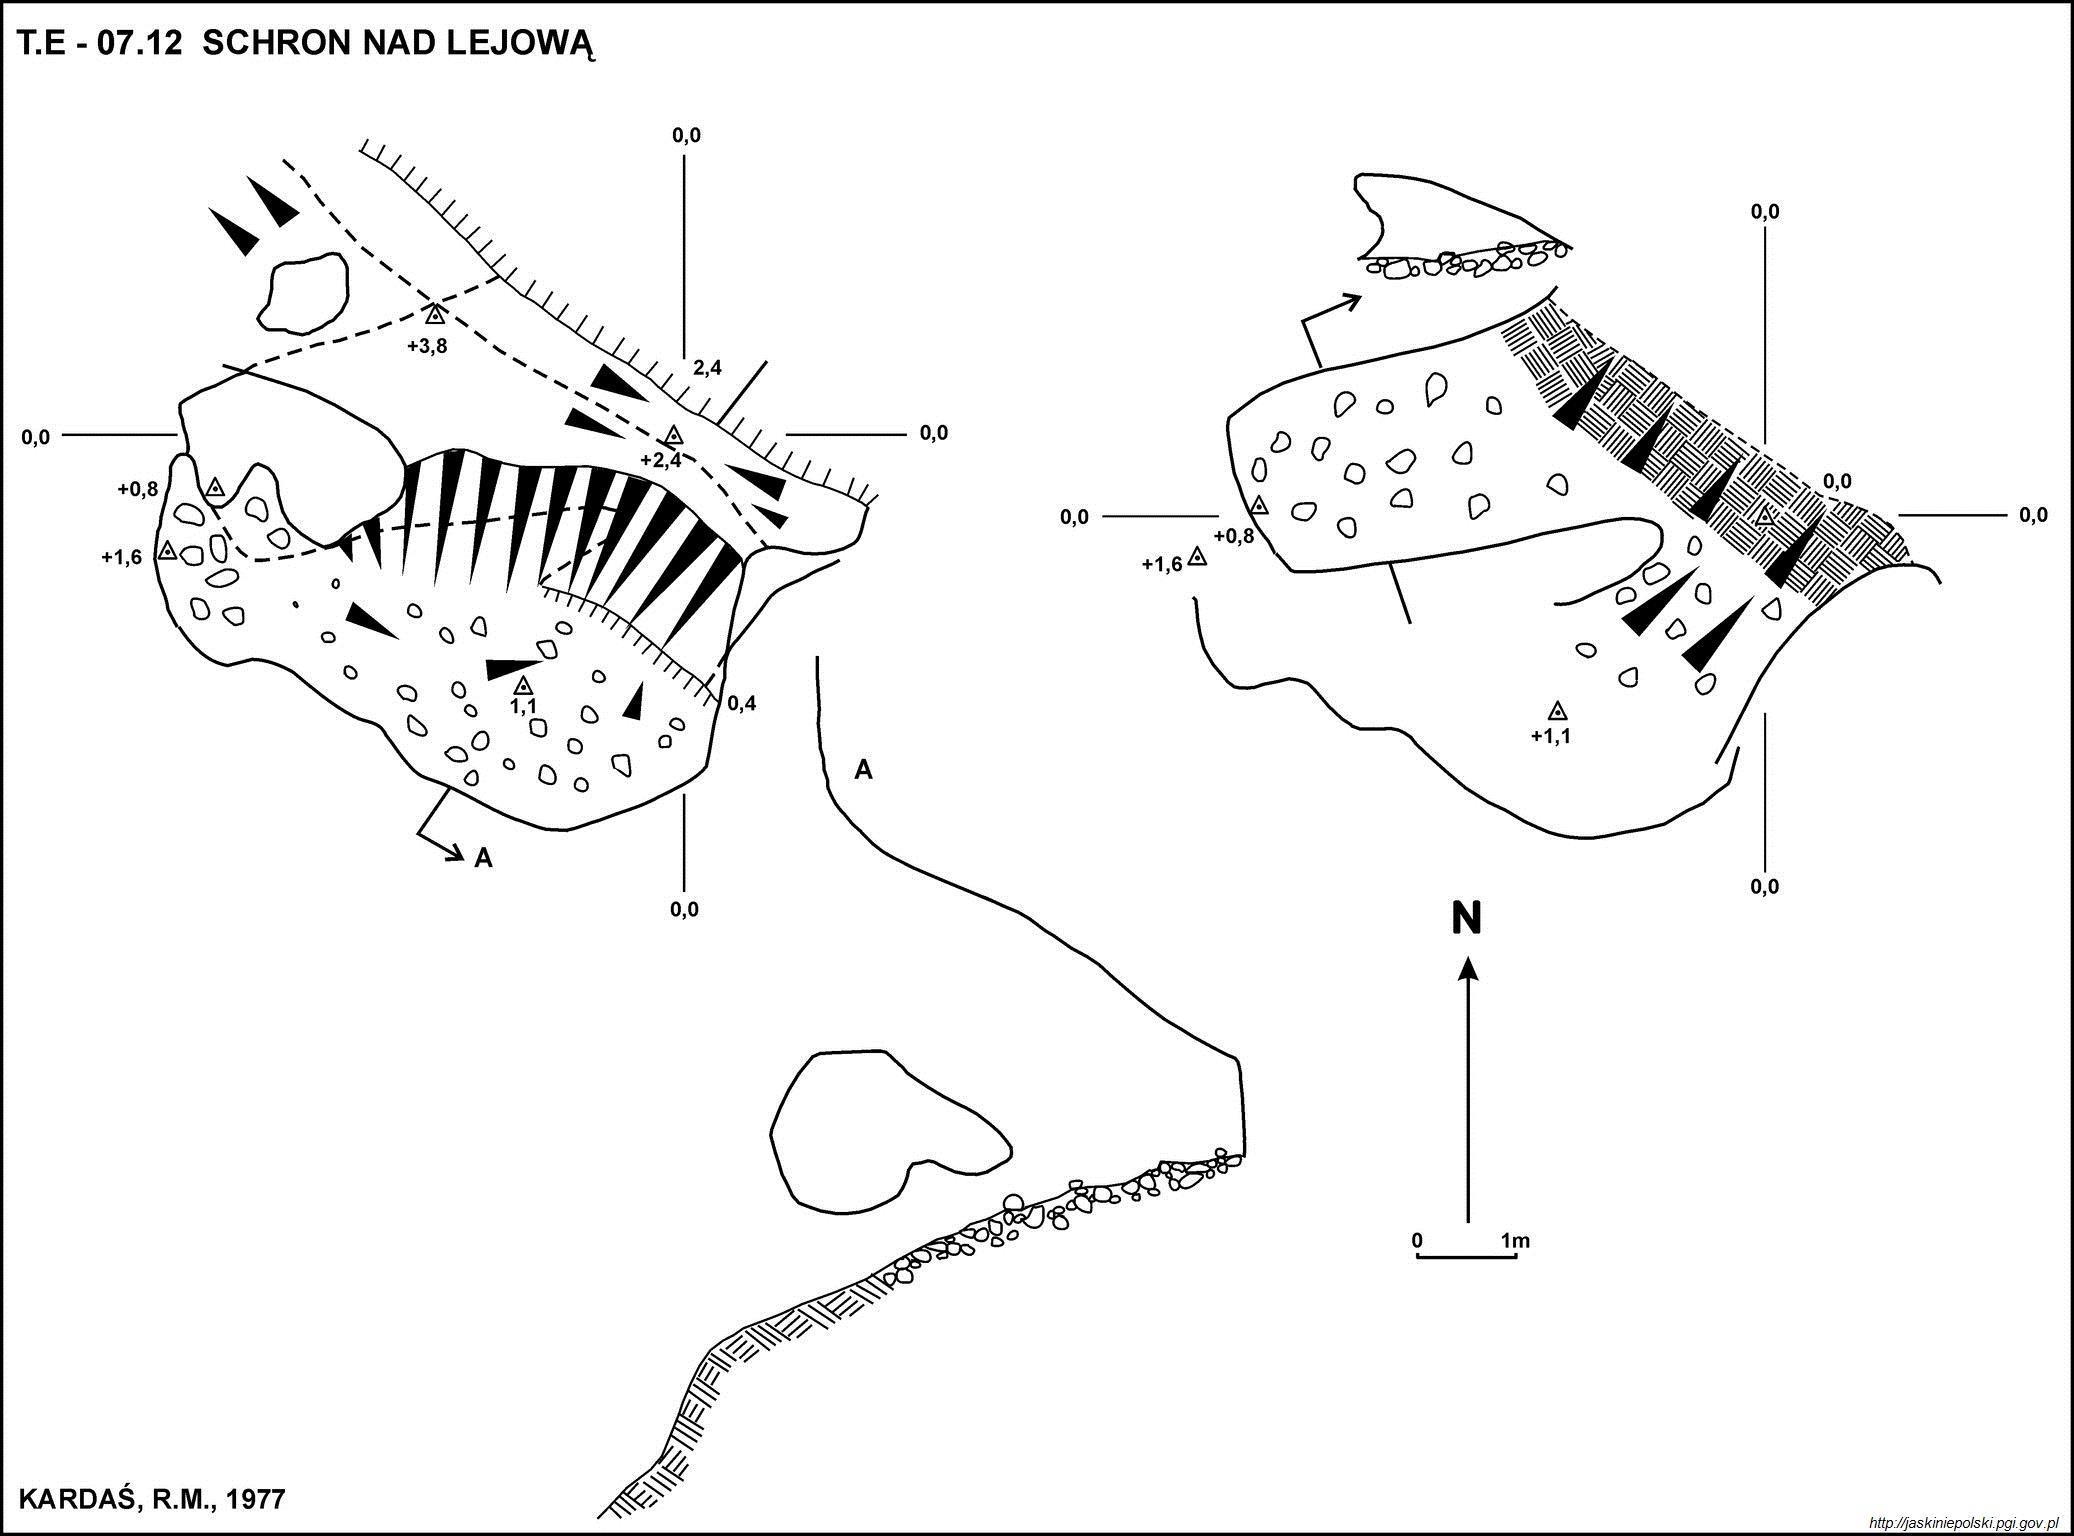 T.E - 07.12 SCHRON NAD LEJOWĄ
0,0
0,0
+3,8
2,4
0,0
0,0
+2,4
+0,8
0,0
0,0
0,0
+0,8
+1,6
+1,6
1,1
0,4
+1,1
A
A
0,0
0,0
N
0 1m
KARDAŚ, R.M., 1977
http://jaskiniepolski.pgi.gov.pl